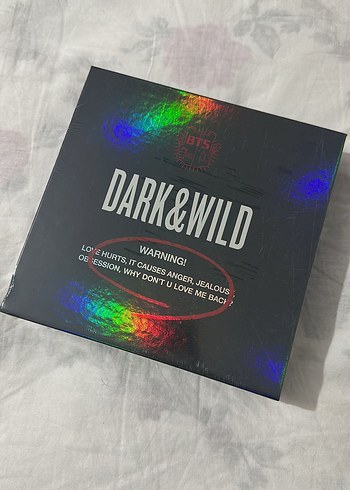 BTS
DARK&WILD
WARNING!
LOVE HURTS, IT CAUSES ANGER, JEALOUS
OBSESSION, WHY DON'T U LOVE ME BACK?